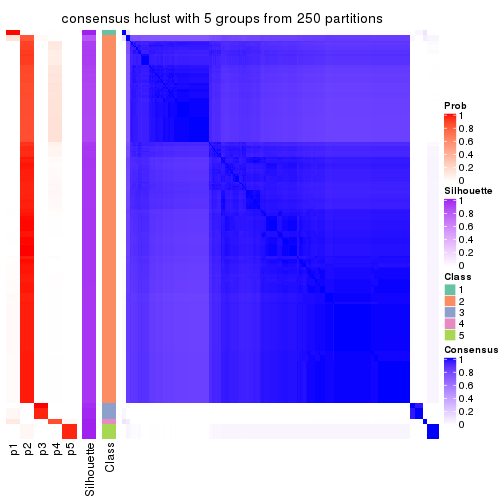 consensus hclust with 5 groups from 250 partitions
Prob
1
0.8
0.6
0.4
0.2
0
Silhouette
1
0.8
0.6
0.4
0.2
0
Class
1
2
3
4
5
Consensus
1
0.8
0.6
0.4
0.2
0
p1
p2
p3
p4
p5
Silhouette
Class